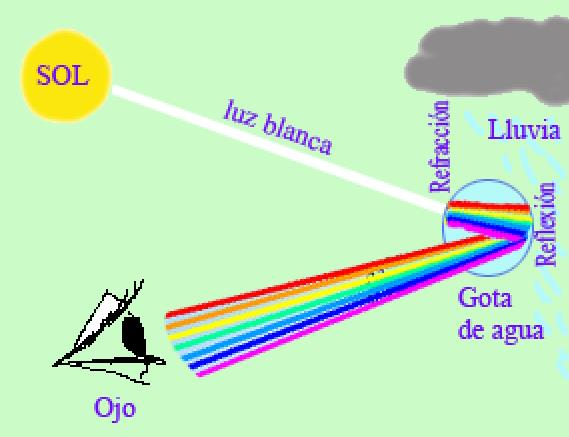 SOL
luz blanca
Refracción
Lluvia
Reflexión
Gota
de agua
Ojo